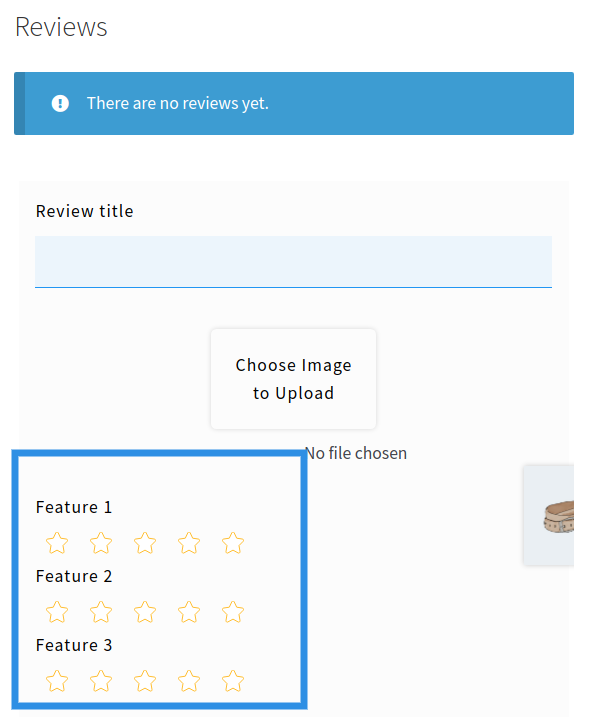 Reviews
There are no reviews yet.
Review title
Choose Image
to Upload
No file chosen
Feature 1
Feature 2
Feature 3